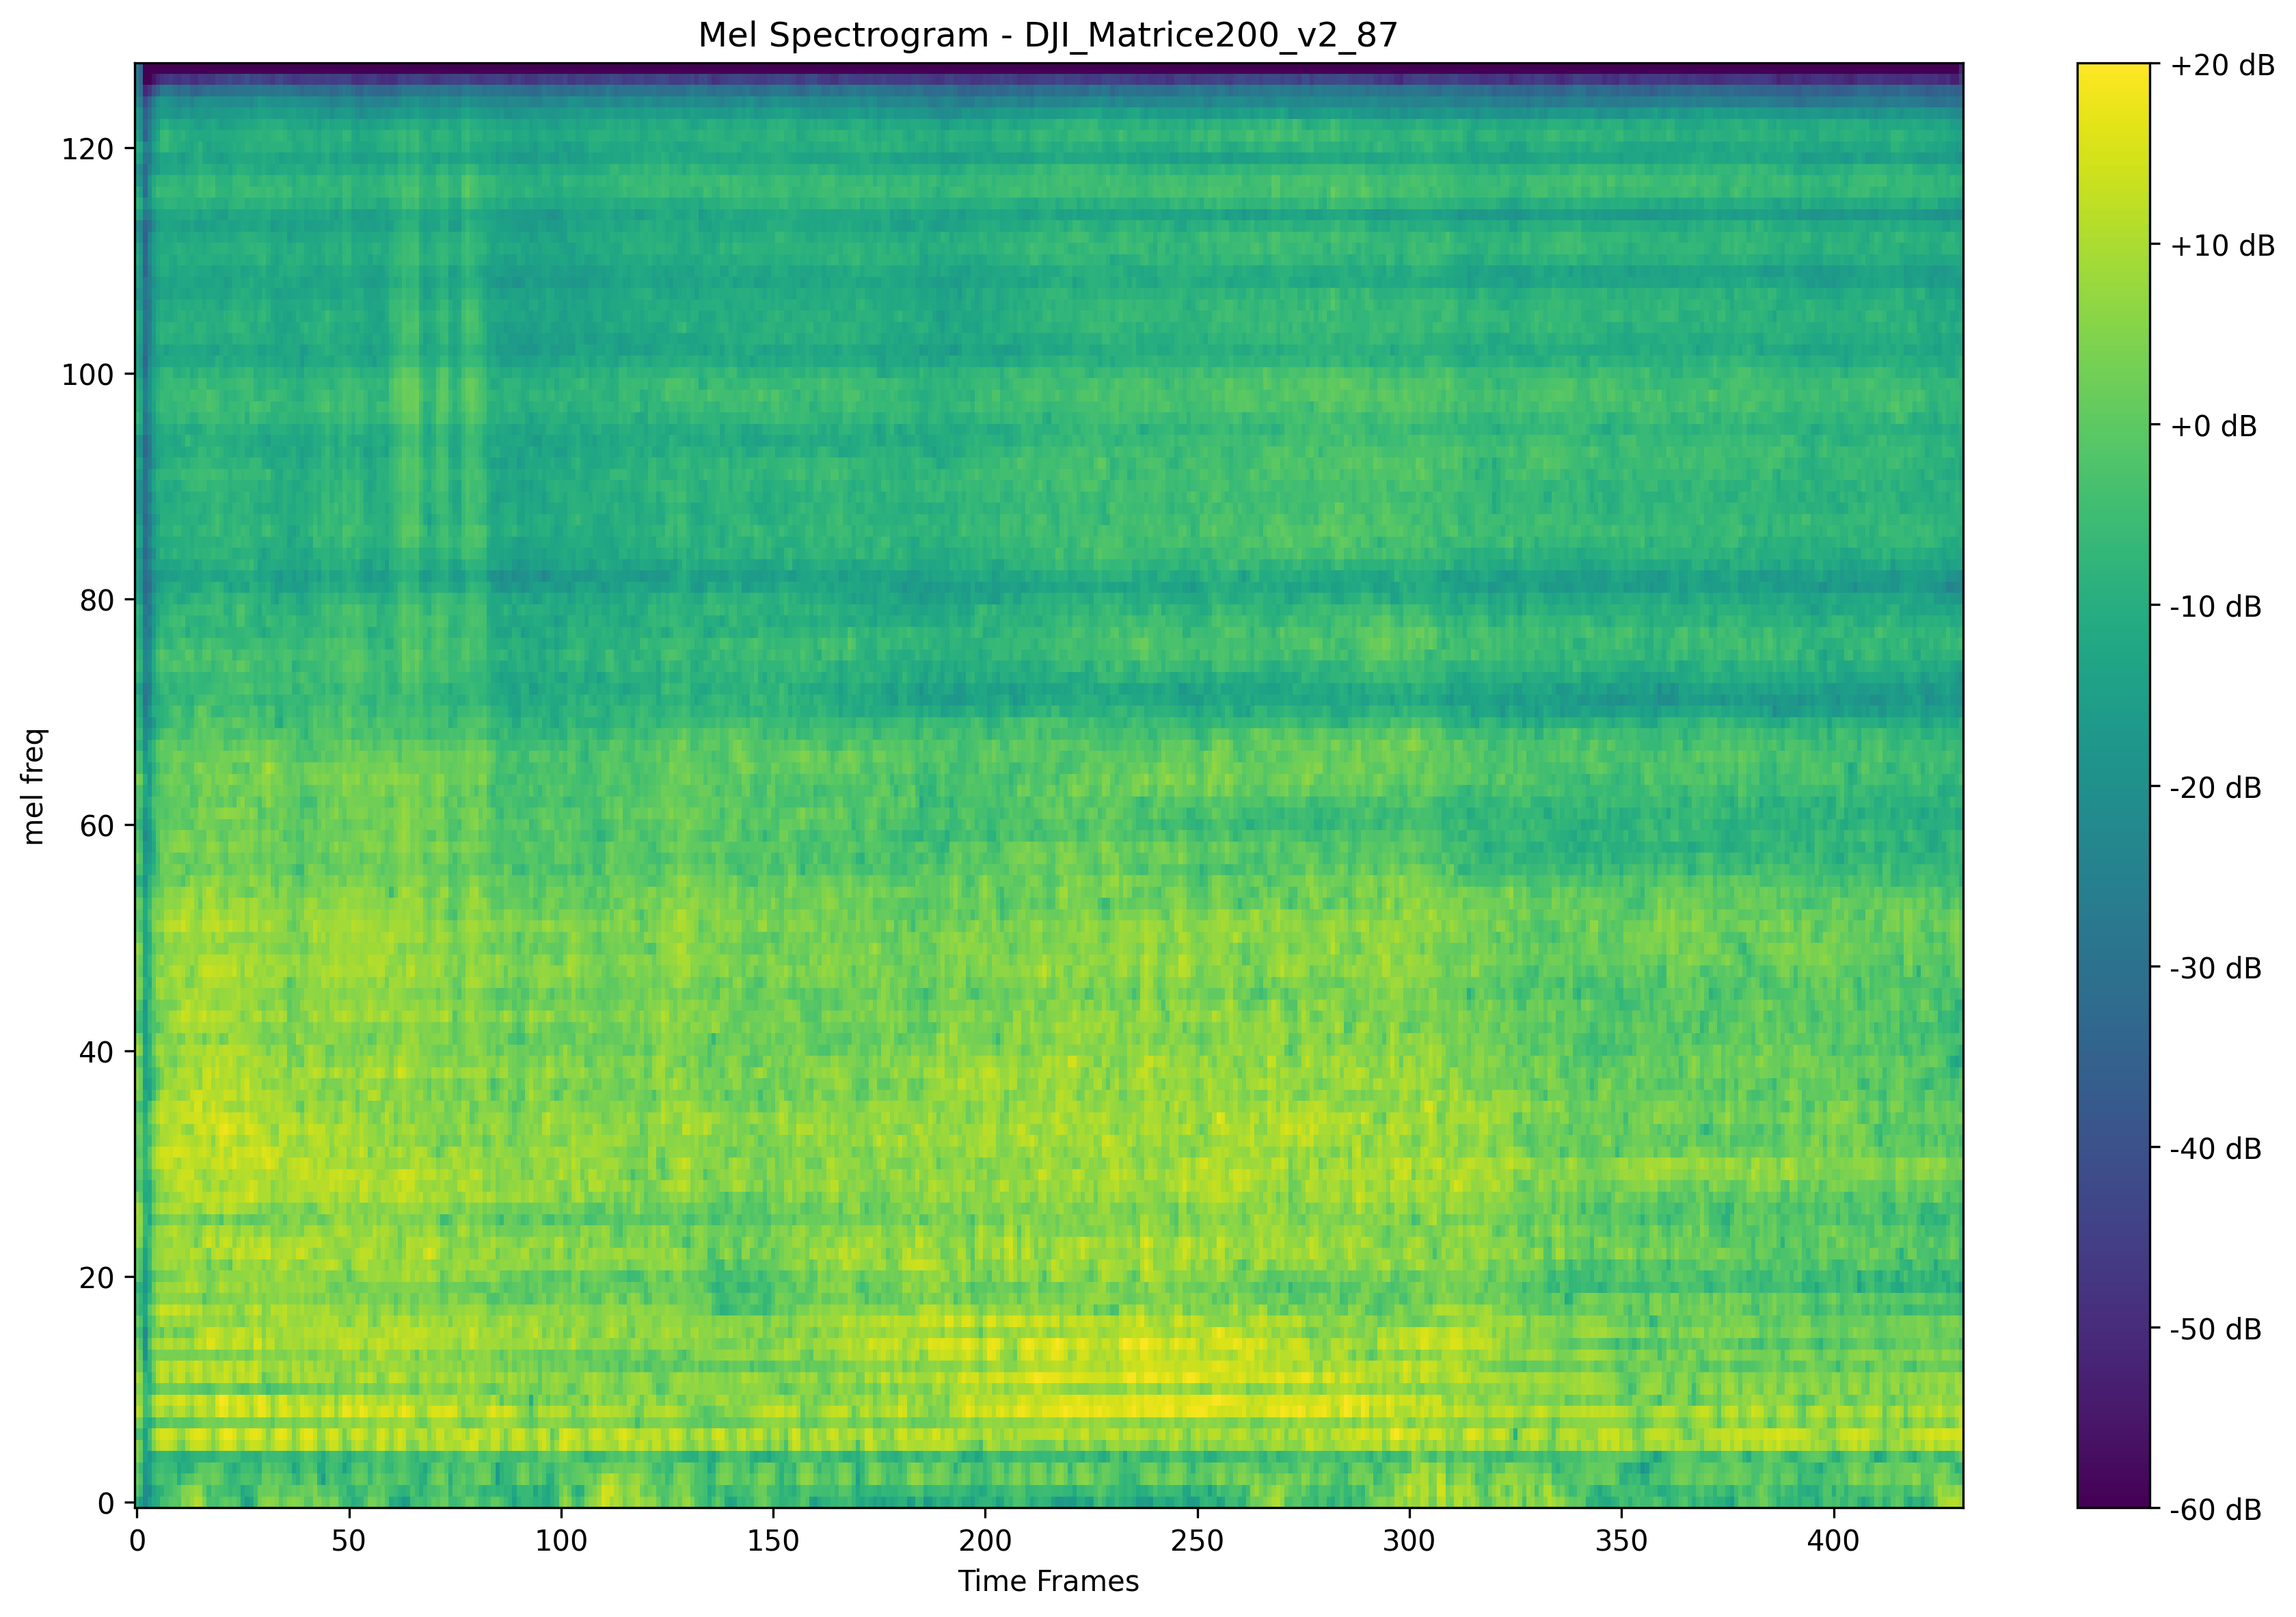 Mel Spectrogram - DJI_Matrice200_v2_87
mel freq
120
100
80
60
40
20
0
0 50 100 150 200 250 300 350 400
Time Frames
+20 dB
+10 dB
+0 dB
-10 dB
-20 dB
-30 dB
-40 dB
-50 dB
-60 dB